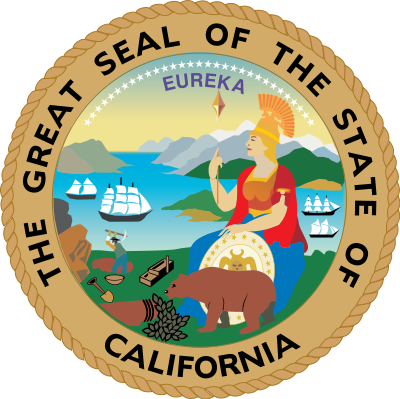 THE GREAT SEAL OF THE STATE OF
CALIFORNIA
EUREKA